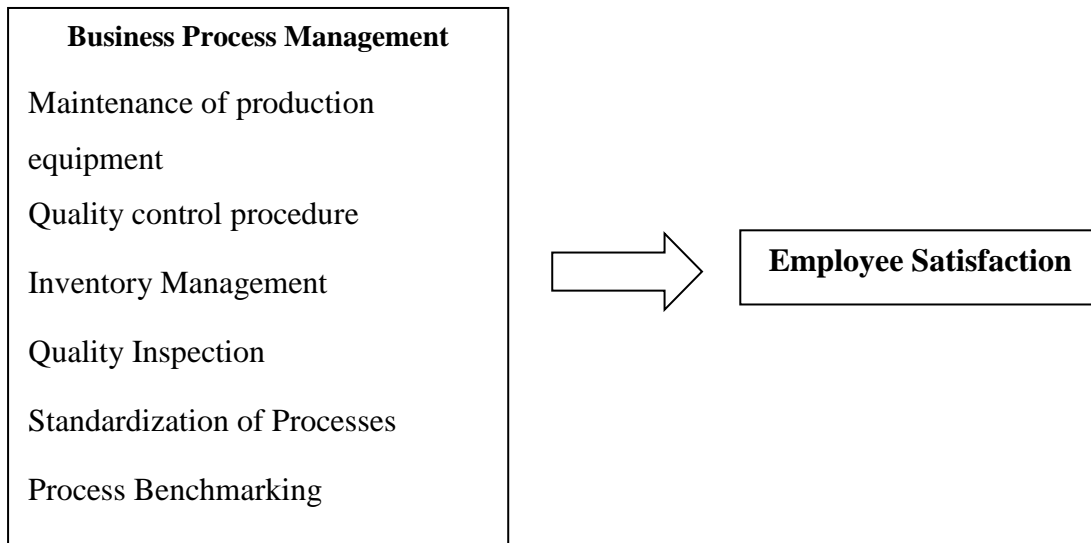 Business Process Management
Maintenance of production
equipment
Quality control procedure
Inventory Management
Quality Inspection
Standardization of Processes
Process Benchmarking
Employee Satisfaction